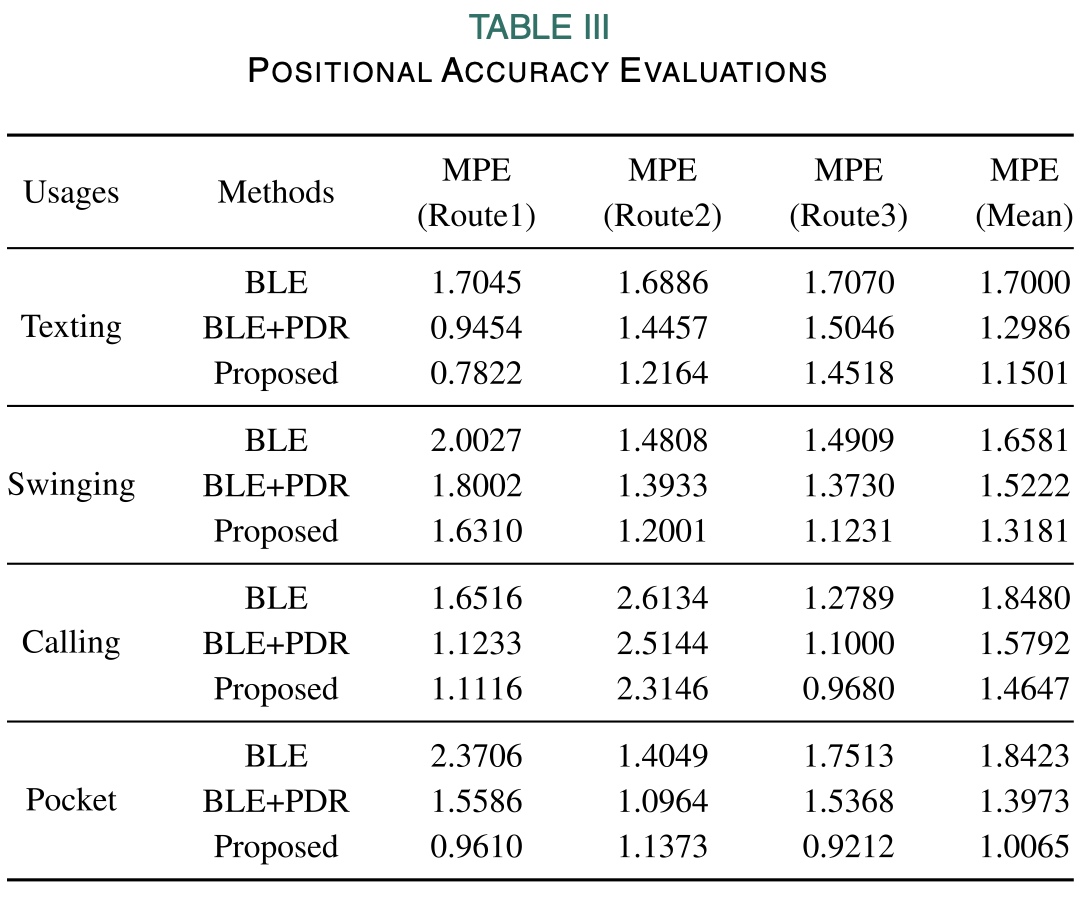 TABLE III
POSITIONAL ACCURACY EVALUATIONS
Usages Methods MPE (Route1) MPE (Route2) MPE (Route3) MPE (Mean)
Texting BLE 1.7045 1.6886 1.7070 1.7000
BLE+PDR 0.9454 1.4457 1.5046 1.2986
Proposed 0.7822 1.2164 1.4518 1.1501
Swinging BLE 2.0027 1.4808 1.4909 1.6581
BLE+PDR 1.8002 1.3933 1.3730 1.5222
Proposed 1.6310 1.2001 1.1231 1.3181
Calling BLE 1.6516 2.6134 1.2789 1.8480
BLE+PDR 1.1233 2.5144 1.1000 1.5792
Proposed 1.1116 2.3146 0.9680 1.4647
Pocket BLE 2.3706 1.4049 1.7513 1.8423
BLE+PDR 1.5586 1.0964 1.5368 1.3973
Proposed 0.9610 1.1373 0.9212 1.0065